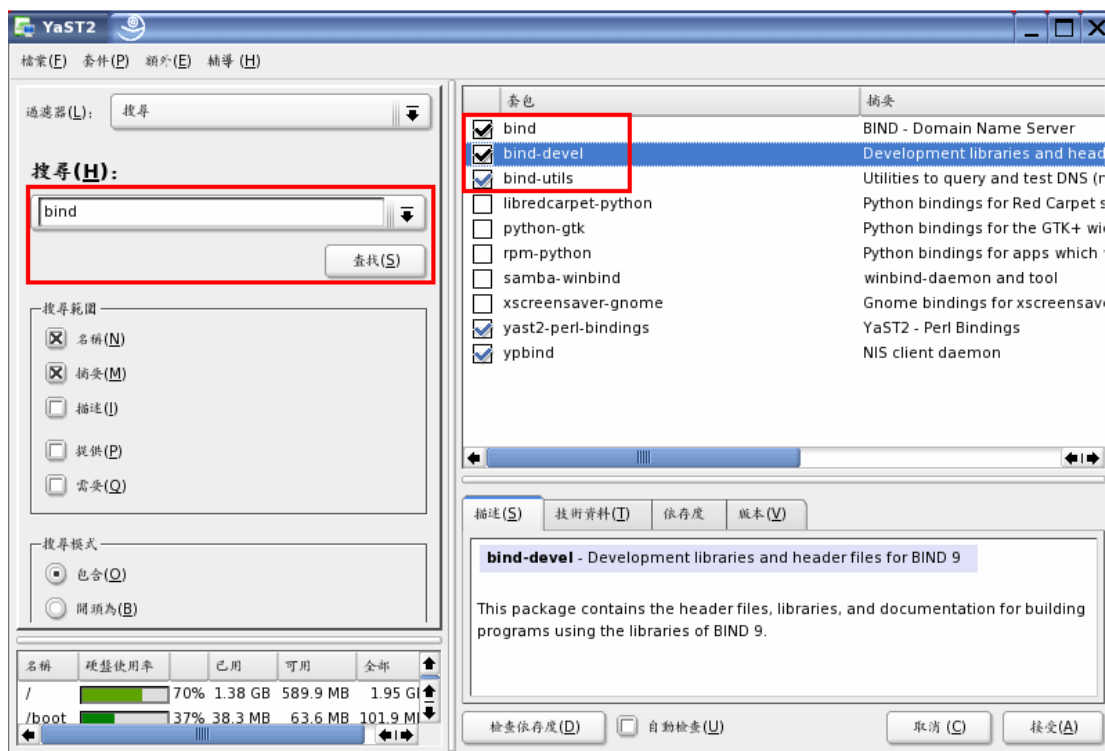 YaST2
檔案(F) 套件(P) 額外(E) 輔導 (H)
過濾器(L): 搜尋
搜尋(H):
bind
查找(S)
搜尋範圍
名稱(N)
摘要(M)
描述(I)
提供(P)
需要(Q)
搜尋模式
包含(O)
開頭為(B)
名稱 硬盤使用率 已用 可用 全部
/ 70% 1.38 GB 589.9 MB 1.95 G
/boot 37% 38.3 MB 63.6 MB 101.9 M
套包 摘要
bind BIND - Domain Name Server
bind-devel Development libraries and head
bind-utils Utilities to query and test DNS (n
libredcarpet-python Python bindings for Red Carpet s
python-gtk Python bindings for the GTK+ wi
rpm-python Python bindings for apps which
samba-winbind winbind-daemon and tool
xscreensaver-gnome Gnome bindings for xscreensav
yast2-perl-bindings YaST2 - Perl Bindings
ypbind NIS client daemon
描述(S) 技術資料(T) 依存度 版本(V)
bind-devel - Development libraries and header files for BIND 9
This package contains the header files, libraries, and documentation for building
programs using the libraries of BIND 9.
檢查依存度(D) 自動檢查(U) 取消 (C) 接受(A)